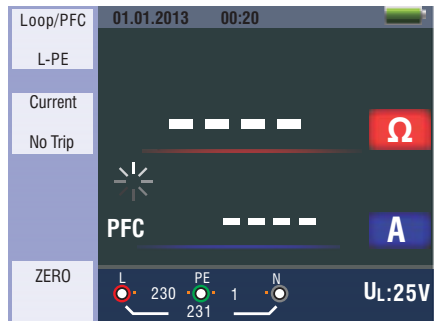 Loop/PFC
L-PE
Current
No Trip
ZERO
01.01.2013 00:20
– – – – Ω
PFC – – – – A
L PE N
230 1
231
UL:25V